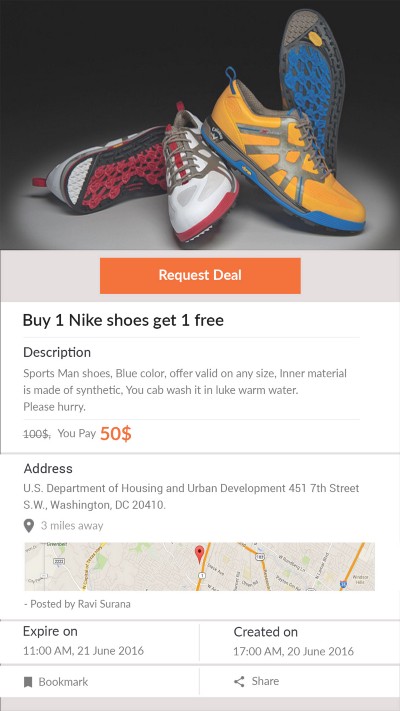 Request Deal
Buy 1 Nike shoes get 1 free
Description
Sports Man shoes, Blue color, offer valid on any size, Inner material
is made of synthetic, You cab wash it in luke warm water.
Please hurry.
100$, You Pay 50$
Address
U.S. Department of Housing and Urban Development 451 7th Street
S.W., Washington, DC 20410.
3 miles away
- Posted by Ravi Surana
Expire on
Created on
11:00 AM, 21 June 2016
17:00 AM, 20 June 2016
Bookmark
Share